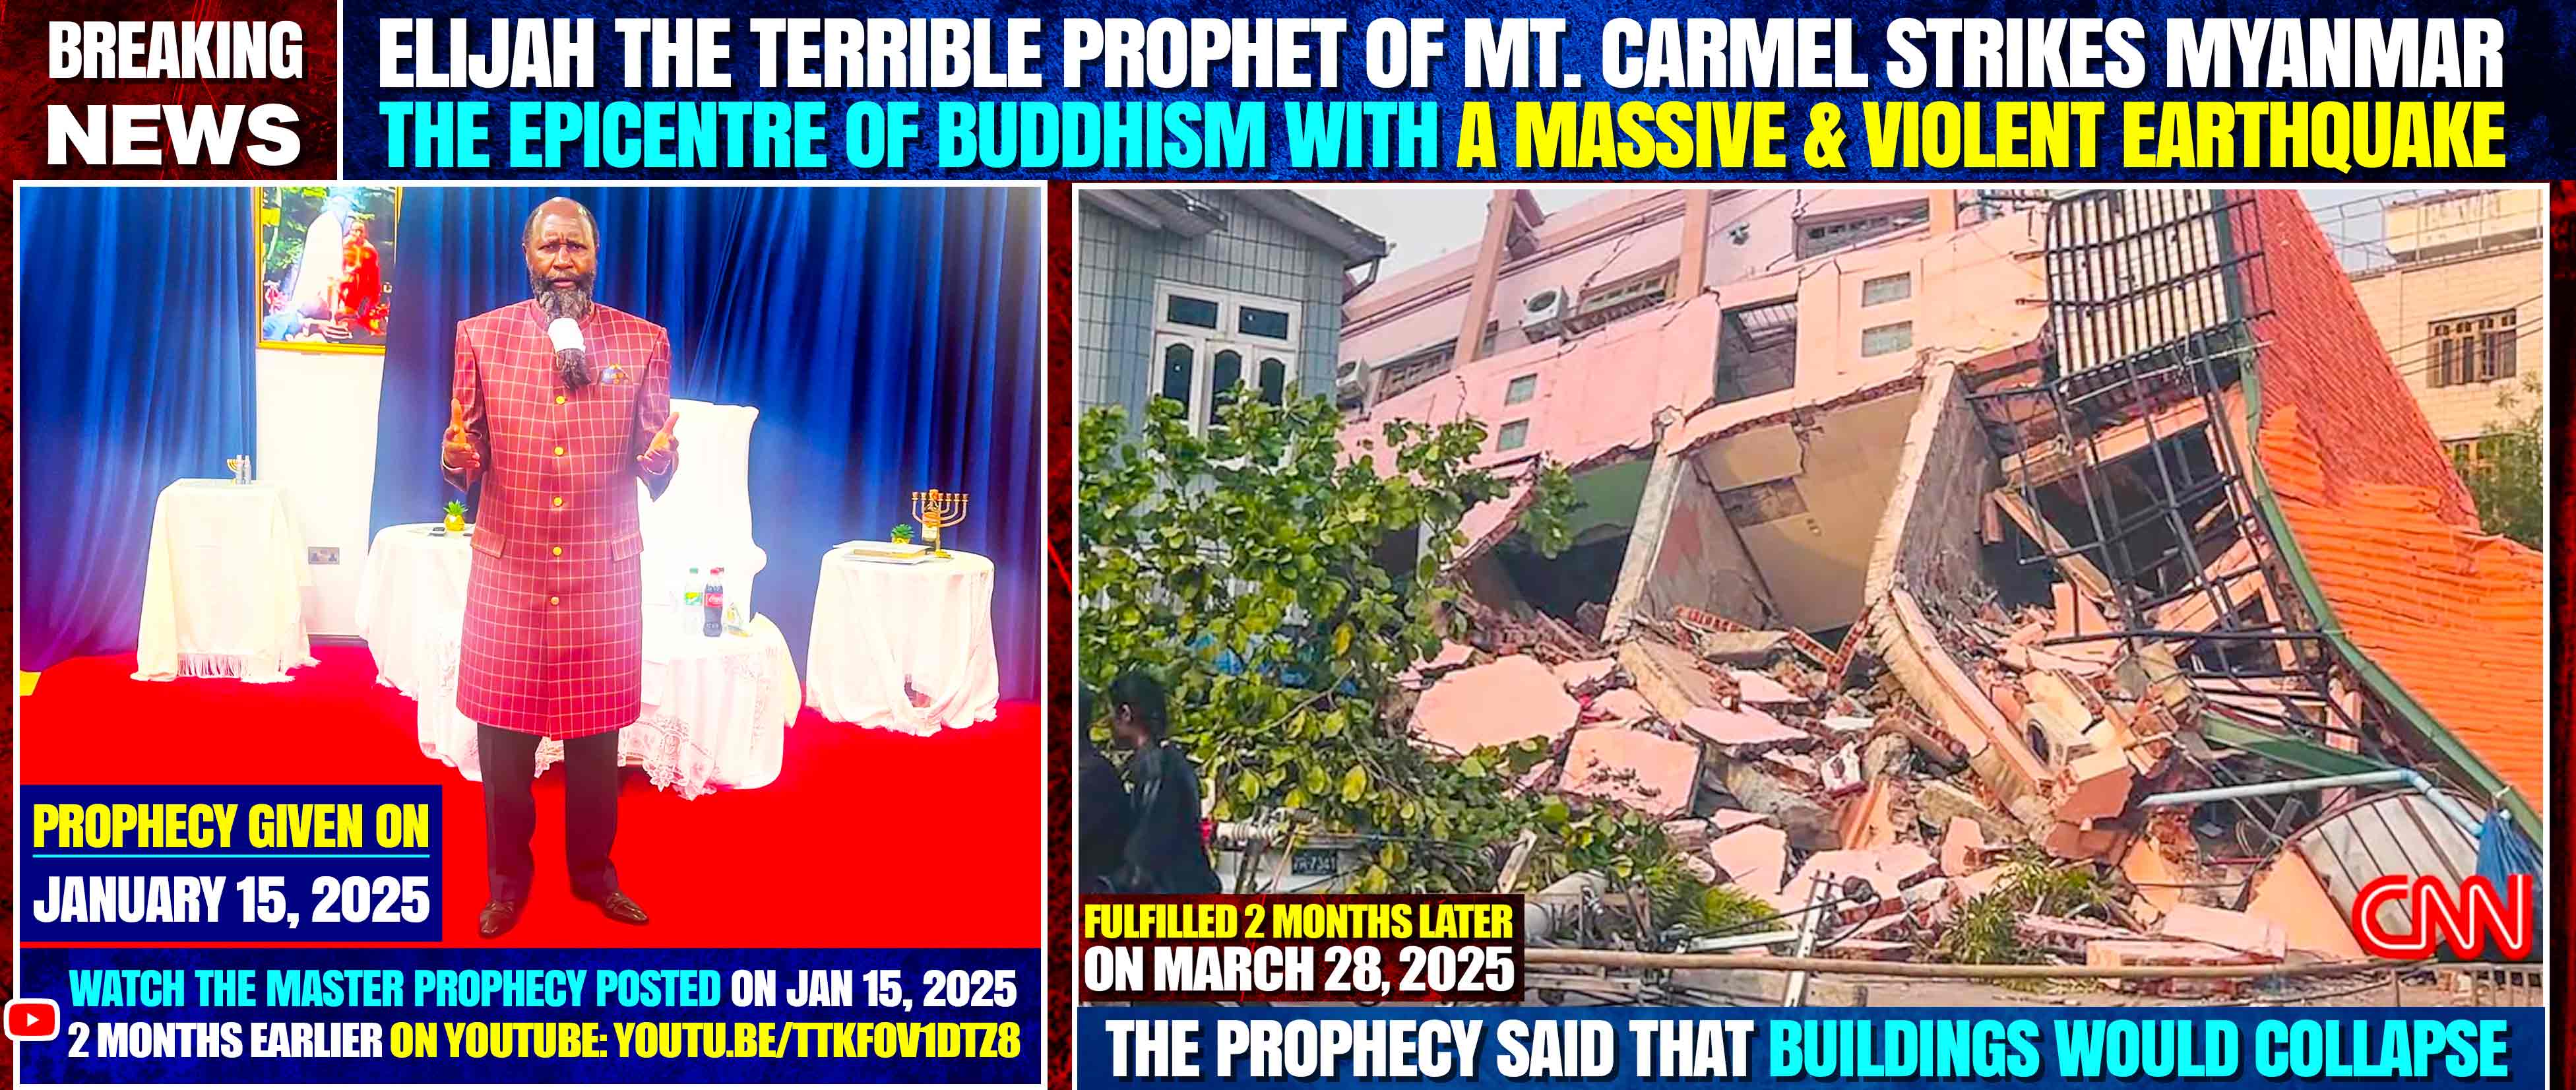 BREAKING
NEWS
ELIJAH THE TERRIBLE PROPHET OF MT. CARMEL STRIKES MYANMAR
THE EPICENTRE OF BUDDHISM WITH A MASSIVE & VIOLENT EARTHQUAKE
PROPHECY GIVEN ON
JANUARY 15, 2025
WATCH THE MASTER PROPHECY POSTED ON JAN 15, 2025
2 MONTHS EARLIER ON YOUTUBE: YOUTU.BE/TTKFOV1DTZ8
CNN
FULFILLED 2 MONTHS LATER
ON MARCH 28, 2025
THE PROPHECY SAID THAT BUILDINGS WOULD COLLAPSE